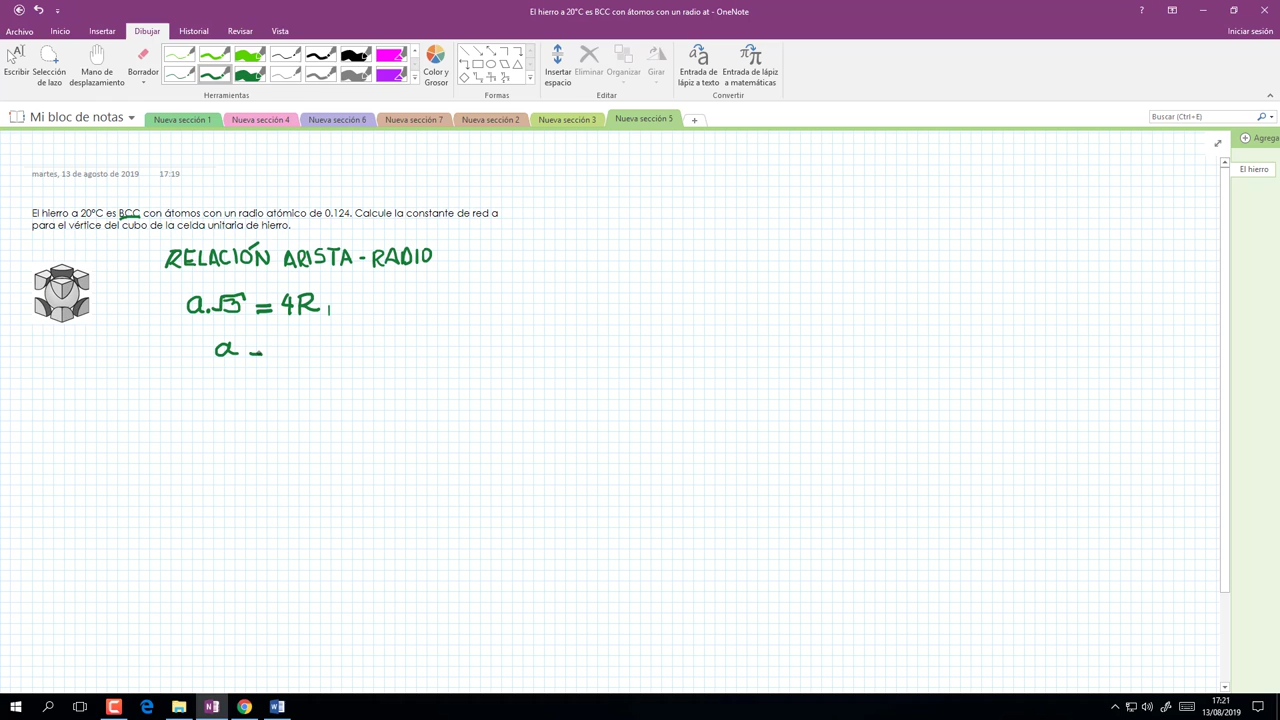 El hierro a 20°C es BCC con átomos con un radio at - OneNote
Archivo Inicio Insertar Dibujar Historial Revisar Vista Iniciar sesión
Escribir Selección de lazo Mano de desplazamiento Borrador Color y Grosor Insertar espacio Eliminar Organizar Girar Entrada de lápiz a texto Entrada de lápiz a matemáticas
Herramientas Formas Editar Convertir
Mi bloc de notas Nueva sección 1 Nueva sección 4 Nueva sección 6 Nueva sección 7 Nueva sección 2 Nueva sección 3 Nueva sección 5 Buscar (Ctrl+E)
Agrega
El hierro
martes, 13 de agosto de 2019 17:19
El hierro a 20°C es BCC con átomos con un radio atómico de 0.124. Calcule la constante de red a
para el vértice del cubo de la celda unitaria de hierro.
RELACIÓN ARISTA - RADIO
a.√3 = 4R
a -
17:21
13/08/2019